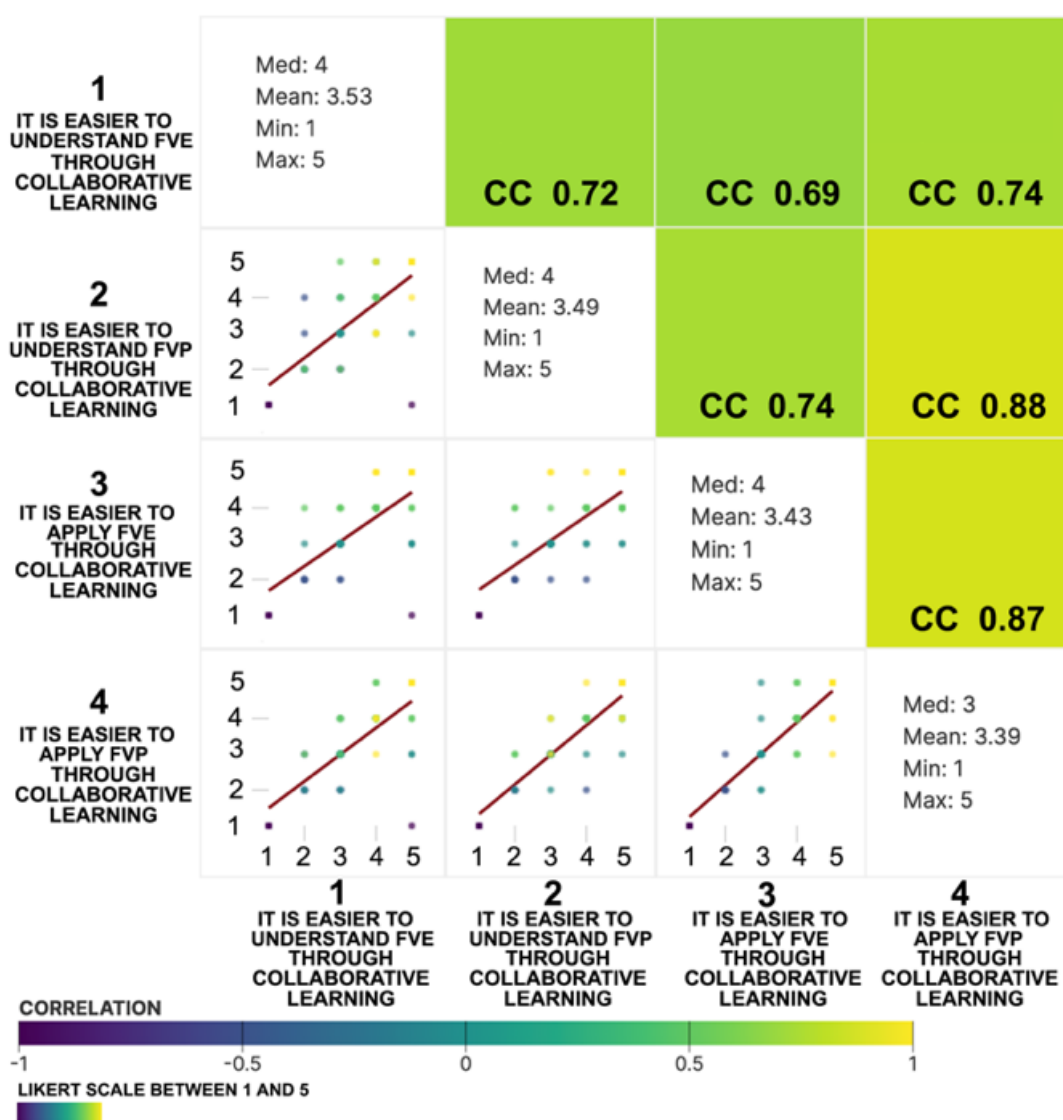 1
IT IS EASIER TO
UNDERSTAND FVE
THROUGH
COLLABORATIVE
LEARNING
Med: 4
Mean: 3.53
Min: 1
Max: 5
CC 0.72
CC 0.69
CC 0.74
2
IT IS EASIER TO
UNDERSTAND FVP
THROUGH
COLLABORATIVE
LEARNING
5
4
3
2
1
Med: 4
Mean: 3.49
Min: 1
Max: 5
CC 0.74
CC 0.88
3
IT IS EASIER TO
APPLY FVE
THROUGH
COLLABORATIVE
LEARNING
5
4
3
2
1
Med: 4
Mean: 3.43
Min: 1
Max: 5
CC 0.87
4
IT IS EASIER TO
APPLY FVP
THROUGH
COLLABORATIVE
LEARNING
5
4
3
2
1
Med: 3
Mean: 3.39
Min: 1
Max: 5
1 2 3 4 5
1 2 3 4 5
1 2 3 4 5
1
IT IS EASIER TO
UNDERSTAND FVE
THROUGH
COLLABORATIVE
LEARNING
2
IT IS EASIER TO
UNDERSTAND FVP
THROUGH
COLLABORATIVE
LEARNING
3
IT IS EASIER TO
APPLY FVE
THROUGH
COLLABORATIVE
LEARNING
4
IT IS EASIER TO
APPLY FVP
THROUGH
COLLABORATIVE
LEARNING
CORRELATION
-1 -0.5 0 0.5 1
LIKERT SCALE BETWEEN 1 AND 5